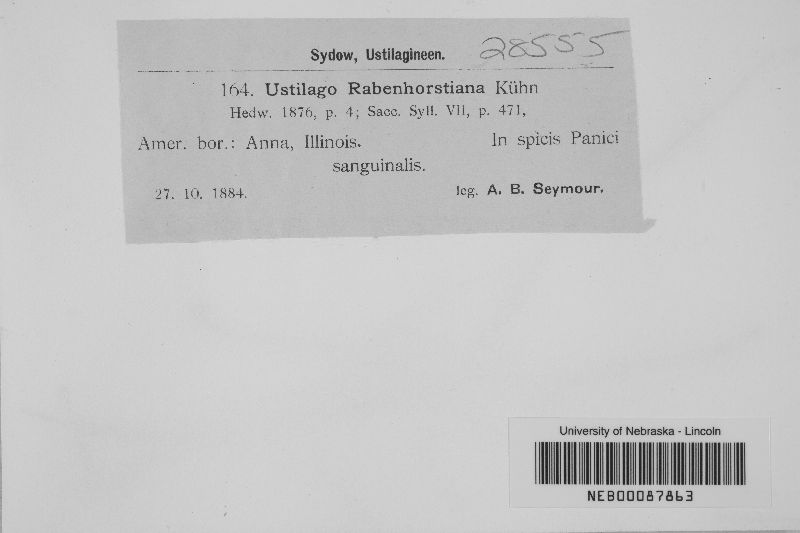 Sydow, Ustilagineen. 28555
164. Ustilago Rabenhorstiana Kühn
Hedw. 1876, p. 4; Sacc. Syll. VII, p. 471,
Amer. bor.: Anna, Illinois. In spicis Panici
sanguinalis.
27. 10. 1884. leg. A. B. Seymour.
University of Nebraska - Lincoln
NEB00087863